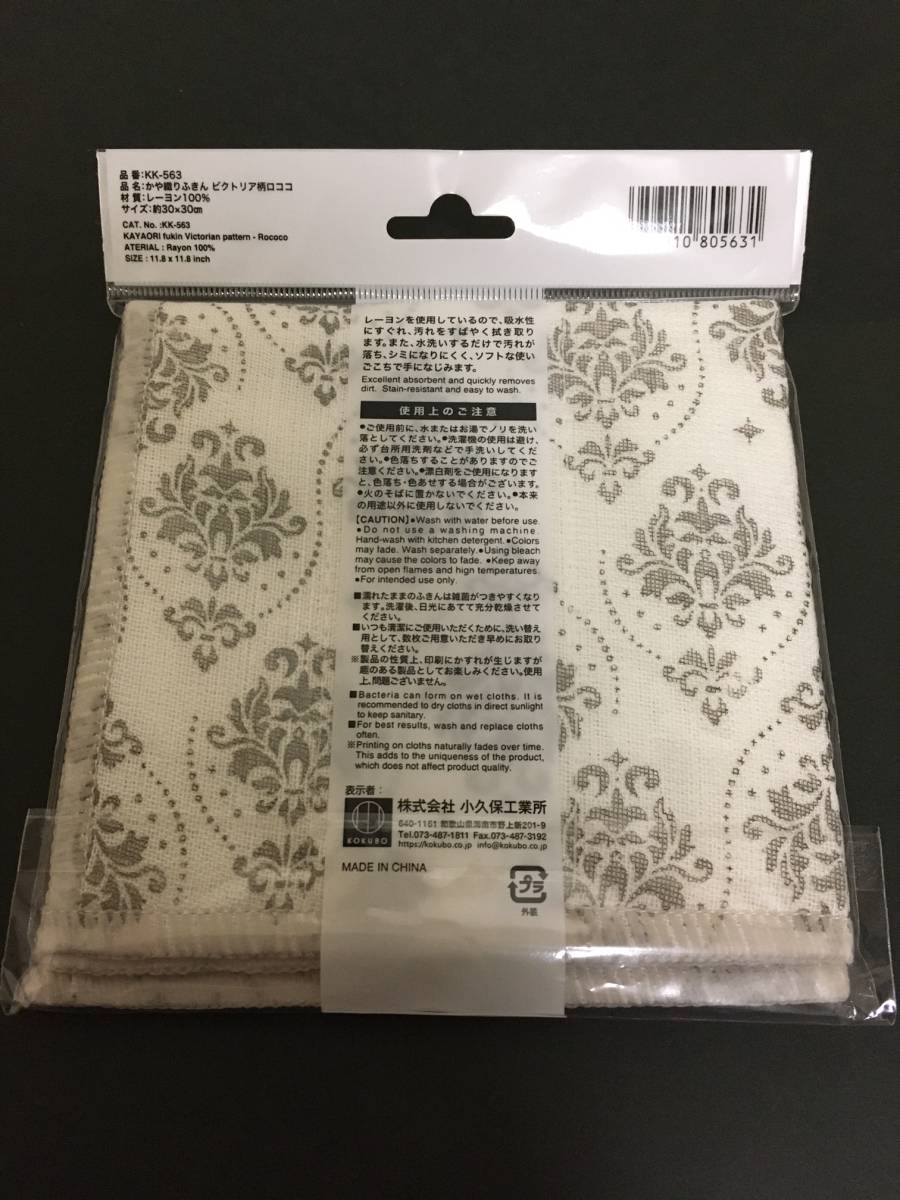 品 番:KK-563
品 名:かや織りふきん ビクトリア柄ロココ
材 質:レーヨン100%
サイズ:約30×30㎝
CAT. No. :KK-563
KAYAORI fukin Victorian pattern - Rococo
ATERIAL : Rayon 100%
SIZE : 11.8 x 11.8 inch
10 805631
レーヨンを使用しているので、吸水性
にすぐれ、汚れをすばやく拭き取り
ます。また、水洗いするだけで汚れが
落ち、シミになりにくく、ソフトな使い
ごこちで手になじみます。
Excellent absorbent and quickly removes
dirt. Stain-resistant and easy to wash.
使用上のご注意
●ご使用前に、水またはお湯でノリを洗い
落としてください。●洗濯機の使用は避け、
必ず台所用洗剤などで手洗いしてくだ
さい。●色落ちすることがありますのでご
注意ください。●漂白剤をご使用になります
と、色落ち・色あせする場合がございます。
●火のそばに置かないでください。●本来
の用途以外に使用しないでください。
【CAUTION】●Wash with water before use.
●Do not use a washing machine.
Hand-wash with kitchen detergent. ●Colors
may fade. Wash separately. ●Using bleach
may cause the colors to fade. ●Keep away
from open flames and hign temperatures.
●For intended use only.
■濡れたままのふきんは雑菌がつきやすくなり
ます。洗濯後、日光にあてて充分乾燥させて
ください。
■いつも清潔にご使用いただくために、洗い替え
用として、数枚ご用意いただき早めにお取り
替えください。
※製品の性質上、印刷にかすれが生じますが
趣のある製品としてお楽しみください。使用
上、問題ございません。
■Bacteria can form on wet cloths. It is
recommended to dry cloths in direct sunlight
to keep sanitary.
■For best results, wash and replace cloths
often.
※Printing on cloths naturally fades over time.
This adds to the uniqueness of the product,
which does not affect product quality.
表示者:
KOKUBO
株式会社 小久保工業所
640-1161 和歌山県海南市野上新201-9
Tel.073-487-1811 Fax.073-487-3192
https://kokubo.co.jp info@kokubo.co.jp
MADE IN CHINA
プラ
外装